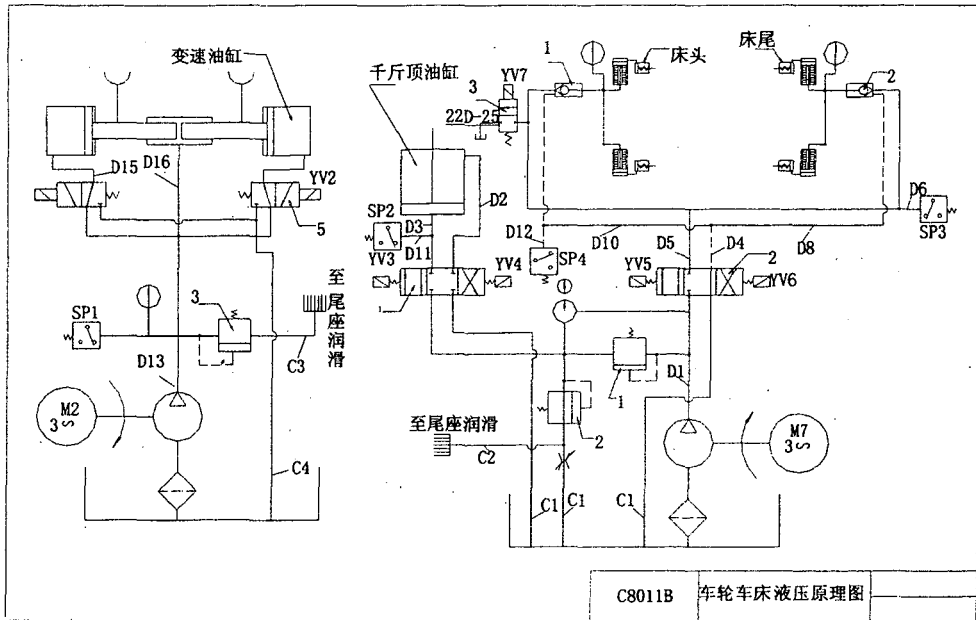 变速油缸
D15
D16
YV2
5
SP1
3
至尾座润滑
C3
D13
M2
3
S
C4
千斤顶油缸
YV7
3
22D-25
1
床头
床尾
2
D2
SP2
D3
D11
YV3
YV4
1
D12
SP4
D10
D5
D4
D8
D6
SP3
2
YV5
YV6
D1
1
2
至尾座润滑
C2
C1
C1
C1
M7
3
S
C8011B
车轮车床液压原理图